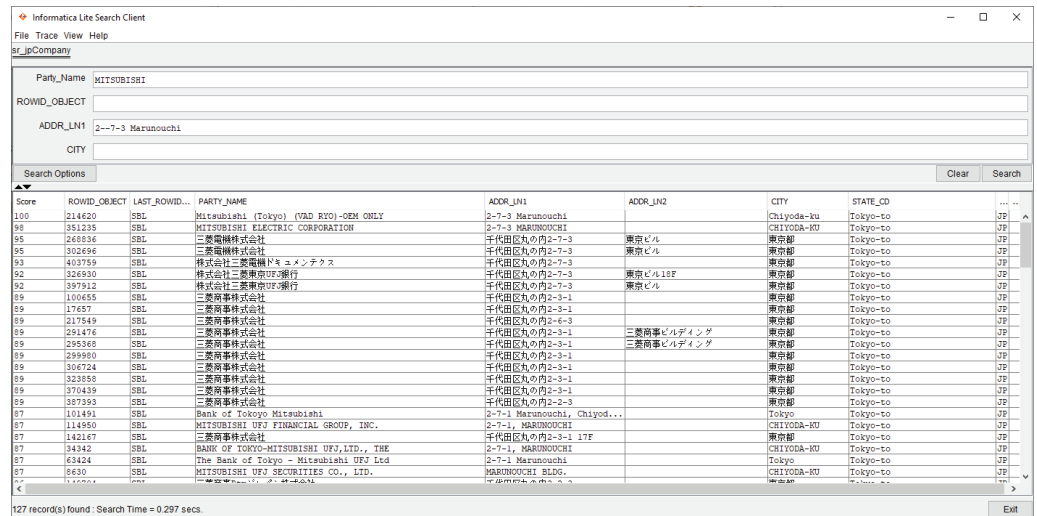 Informatica Lite Search Client
File Trace View Help
sr_jpCompany
Party_Name MITSUBISHI
ROWID_OBJECT
ADDR_LN1 2--7-3 Marunouchi
CITY
Search Options Clear Search
Score ROWID_OBJECT LAST_ROWID... PARTY_NAME ADDR_LN1 ADDR_LN2 CITY STATE_CD ... ...
100 214620 SBL Mitsubishi (Tokyo) (VAD RYO)-OEM ONLY 2-7-3 Marunouchi Chiyoda-ku Tokyo-to JP
98 351235 SBL MITSUBISHI ELECTRIC CORPORATION 2-7-3 MARUNOUCHI CHIYODA-KU Tokyo-to JP
95 268836 SBL 三菱電機株式会社 千代田区丸の内2-7-3 東京ビル 東京都 Tokyo-to JP
95 302696 SBL 三菱電機株式会社 千代田区丸の内2-7-3 東京ビル 東京都 Tokyo-to JP
93 403759 SBL 株式会社三菱電機ドキュメンテクス 千代田区丸の内2-7-3 東京都 Tokyo-to JP
92 326930 SBL 株式会社三菱東京UFJ銀行 千代田区丸の内2-7-3 東京ビル18F 東京都 Tokyo-to JP
92 397912 SBL 株式会社三菱東京UFJ銀行 千代田区丸の内2-7-3 東京ビル 東京都 Tokyo-to JP
89 100655 SBL 三菱商事株式会社 千代田区丸の内2-3-1 東京都 Tokyo-to JP
89 17657 SBL 三菱商事株式会社 千代田区丸の内2-3-1 東京都 Tokyo-to JP
89 217549 SBL 三菱商事株式会社 千代田区丸の内2-6-3 東京都 Tokyo-to JP
89 291476 SBL 三菱商事株式会社 千代田区丸の内2-3-1 三菱商事ビルディング 東京都 Tokyo-to JP
89 295368 SBL 三菱商事株式会社 千代田区丸の内2-3-1 三菱商事ビルディング 東京都 Tokyo-to JP
89 299980 SBL 三菱商事株式会社 千代田区丸の内2-3-1 東京都 Tokyo-to JP
89 306724 SBL 三菱商事株式会社 千代田区丸の内2-3-1 東京都 Tokyo-to JP
89 323858 SBL 三菱商事株式会社 千代田区丸の内2-3-1 東京都 Tokyo-to JP
89 370439 SBL 三菱商事株式会社 千代田区丸の内2-3-1 東京都 Tokyo-to JP
89 387393 SBL 三菱商事株式会社 千代田区丸の内2-2-3 東京都 Tokyo-to JP
87 101491 SBL Bank of Tokoyo Mitsubishi 2-7-1 Marunouchi, Chiyod... Tokyo Tokyo-to JP
87 114950 SBL MITSUBISHI UFJ FINANCIAL GROUP, INC. 2-7-1, MARUNOUCHI CHIYODA-KU Tokyo-to JP
87 142167 SBL 三菱商事株式会社 千代田区丸の内2-3-1 17F 東京都 Tokyo-to JP
87 34342 SBL BANK OF TOKYO-MITSUBISHI UFJ,LTD., THE 2-7-1, MARUNOUCHI CHIYODA-KU Tokyo-to JP
87 63424 SBL The Bank of Tokyo - Mitsubishi UFJ Ltd 2-7-1 Marunouchi Tokyo Tokyo-to JP
87 8630 SBL MITSUBISHI UFJ SECURITIES CO., LTD. MARUNOUCHI BLDG. CHIYODA-KU Tokyo-to JP
127 record(s) found : Search Time = 0.297 secs. Exit